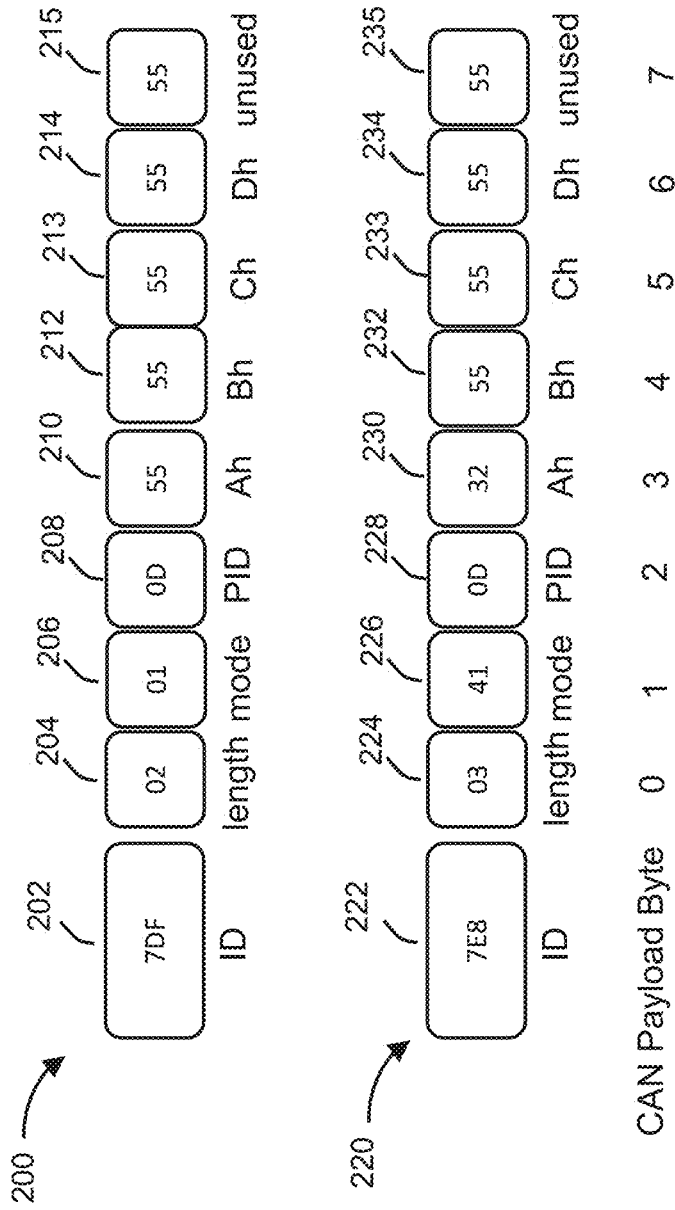 200
202 204 206 208 210 212 213 214 215
7DF 02 01 0D 55 55 55 55 55
ID length mode PID Ah Bh Ch Dh unused
220
222 224 226 228 230 232 233 234 235
7E8 03 41 0D 32 55 55 55 55
ID length mode PID Ah Bh Ch Dh unused
CAN Payload Byte 0 1 2 3 4 5 6 7